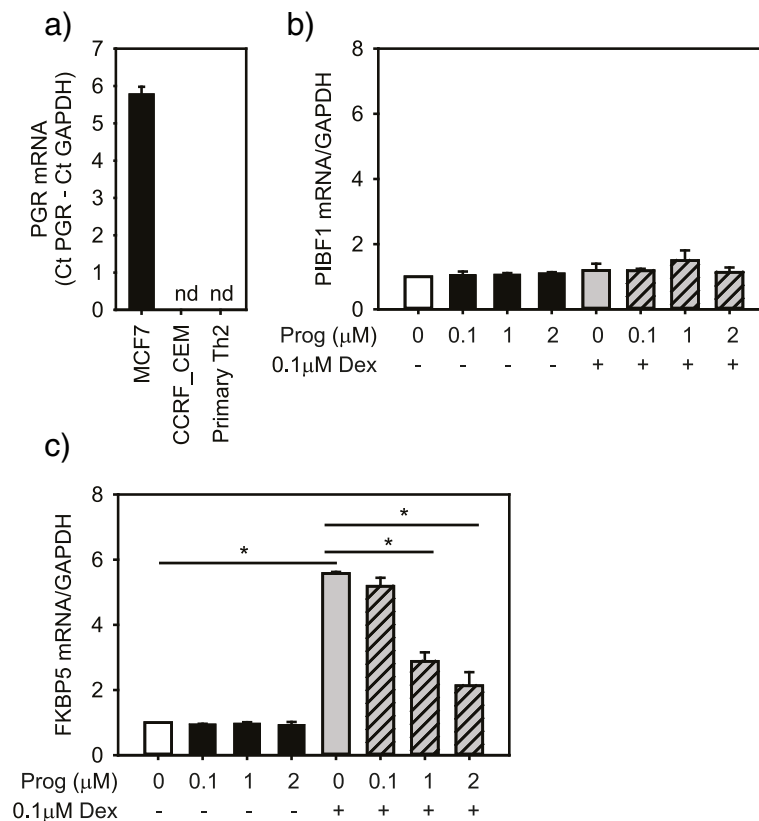 a)
PGR mRNA
(Ct PGR - Ct GAPDH)
7
6
5
4
3
2
1
0
nd nd
MCF7
CCRF_CEM
Primary Th2
b)
PIBF1 mRNA/GAPDH
8
6
4
2
0
Prog (μM) 0 0.1 1 2 0 0.1 1 2
0.1μM Dex - - - - + + + +
c)
FKBP5 mRNA/GAPDH
8
6
4
2
0
*
*
*
Prog (μM) 0 0.1 1 2 0 0.1 1 2
0.1μM Dex - - - - + + + +